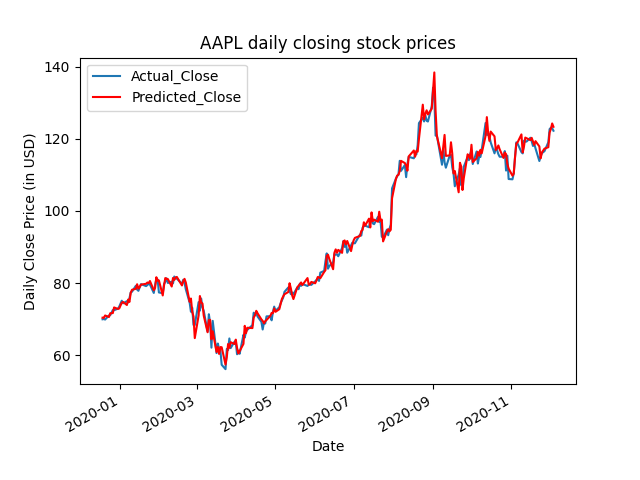 AAPL daily closing stock prices
140
120
100
80
60
Daily Close Price (in USD)
Actual_Close
Predicted_Close
2020-01
2020-03
2020-05
2020-07
2020-09
2020-11
Date